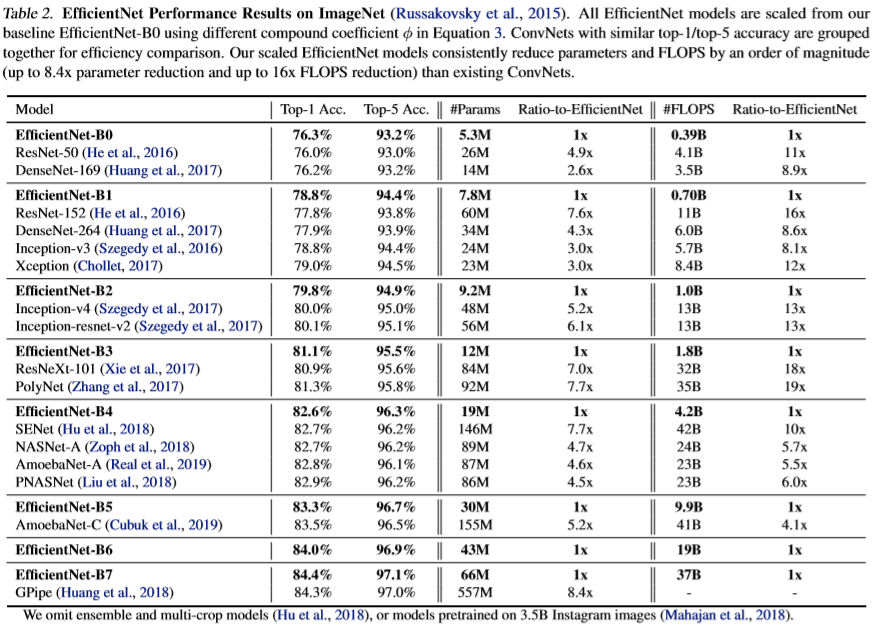 Table 2. EfficientNet Performance Results on ImageNet (Russakovsky et al., 2015). All EfficientNet models are scaled from our
baseline EfficientNet-B0 using different compound coefficient ϕ in Equation 3. ConvNets with similar top-1/top-5 accuracy are grouped
together for efficiency comparison. Our scaled EfficientNet models consistently reduce parameters and FLOPS by an order of magnitude
(up to 8.4x parameter reduction and up to 16x FLOPS reduction) than existing ConvNets.
Model Top-1 Acc. Top-5 Acc. #Params Ratio-to-EfficientNet #FLOPS Ratio-to-EfficientNet
EfficientNet-B0 76.3% 93.2% 5.3M 1x 0.39B 1x
ResNet-50 (He et al., 2016) 76.0% 93.0% 26M 4.9x 4.1B 11x
DenseNet-169 (Huang et al., 2017) 76.2% 93.2% 14M 2.6x 3.5B 8.9x
EfficientNet-B1 78.8% 94.4% 7.8M 1x 0.70B 1x
ResNet-152 (He et al., 2016) 77.8% 93.8% 60M 7.6x 11B 16x
DenseNet-264 (Huang et al., 2017) 77.9% 93.9% 34M 4.3x 6.0B 8.6x
Inception-v3 (Szegedy et al., 2016) 78.8% 94.4% 24M 3.0x 5.7B 8.1x
Xception (Chollet, 2017) 79.0% 94.5% 23M 3.0x 8.4B 12x
EfficientNet-B2 79.8% 94.9% 9.2M 1x 1.0B 1x
Inception-v4 (Szegedy et al., 2017) 80.0% 95.0% 48M 5.2x 13B 13x
Inception-resnet-v2 (Szegedy et al., 2017) 80.1% 95.1% 56M 6.1x 13B 13x
EfficientNet-B3 81.1% 95.5% 12M 1x 1.8B 1x
ResNeXt-101 (Xie et al., 2017) 80.9% 95.6% 84M 7.0x 32B 18x
PolyNet (Zhang et al., 2017) 81.3% 95.8% 92M 7.7x 35B 19x
EfficientNet-B4 82.6% 96.3% 19M 1x 4.2B 1x
SENet (Hu et al., 2018) 82.7% 96.2% 146M 7.7x 42B 10x
NASNet-A (Zoph et al., 2018) 82.7% 96.2% 89M 4.7x 24B 5.7x
AmoebaNet-A (Real et al., 2019) 82.8% 96.1% 87M 4.6x 23B 5.5x
PNASNet (Liu et al., 2018) 82.9% 96.2% 86M 4.5x 23B 6.0x
EfficientNet-B5 83.3% 96.7% 30M 1x 9.9B 1x
AmoebaNet-C (Cubuk et al., 2019) 83.5% 96.5% 155M 5.2x 41B 4.1x
EfficientNet-B6 84.0% 96.9% 43M 1x 19B 1x
EfficientNet-B7 84.4% 97.1% 66M 1x 37B 1x
GPipe (Huang et al., 2018) 84.3% 97.0% 557M 8.4x - -
We omit ensemble and multi-crop models (Hu et al., 2018), or models pretrained on 3.5B Instagram images (Mahajan et al., 2018).